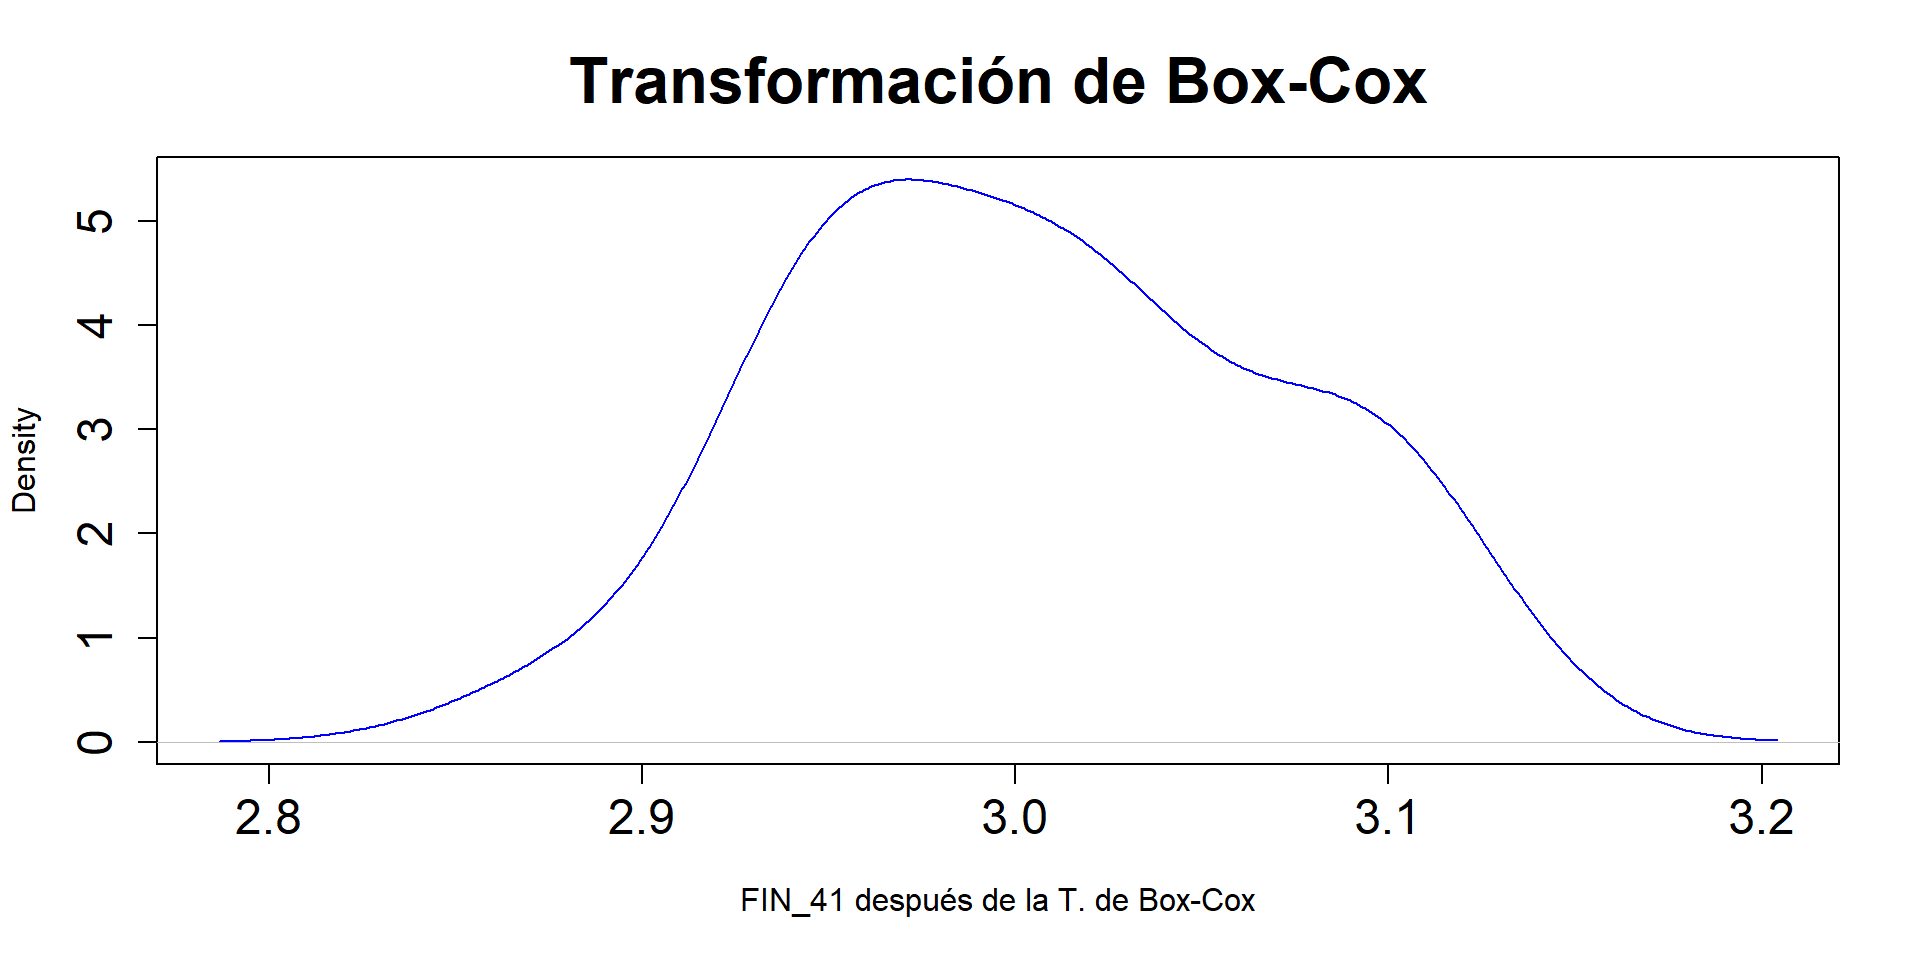 Transformación de Box-Cox
Density
5
4
3
2
1
0
2.8 2.9 3.0 3.1 3.2
FIN_41 después de la T. de Box-Cox